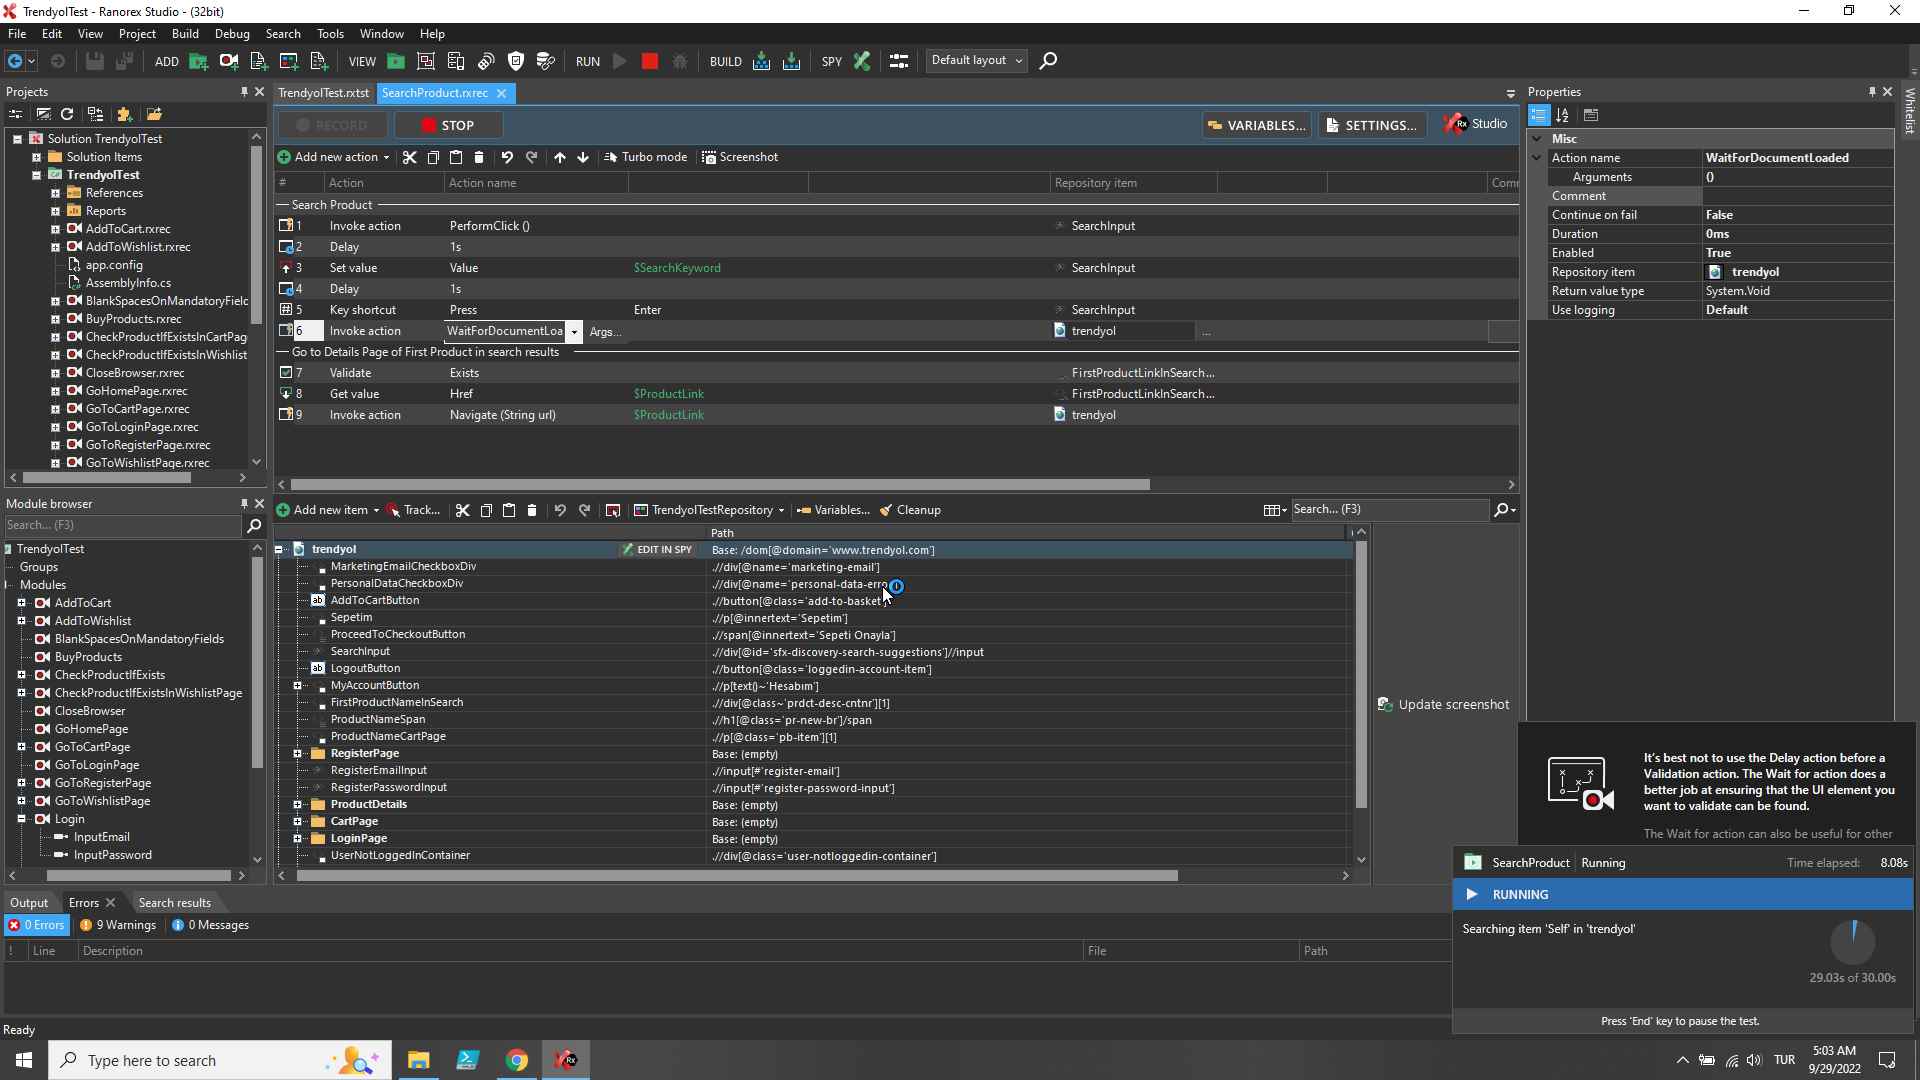 TrendyolTest - Ranorex Studio - (32bit)
File Edit View Project Build Debug Search Tools Window Help
ADD VIEW RUN BUILD SPY Default layout
Projects
Solution TrendyolTest
Solution Items
TrendyolTest
References
Reports
AddToCart.rxrec
AddToWishlist.rxrec
app.config
AssemblyInfo.cs
BlankSpacesOnMandatoryFielc
BuyProducts.rxrec
CheckProductIfExistsInCartPag
CheckProductIfExistsInWishlist
CloseBrowser.rxrec
GoHomePage.rxrec
GoToCartPage.rxrec
GoToLoginPage.rxrec
GoToRegisterPage.rxrec
GoToWishlistPage.rxrec
Module browser
Search... (F3)
TrendyolTest
Groups
Modules
AddToCart
AddToWishlist
BlankSpacesOnMandatoryFields
BuyProducts
CheckProductIfExists
CheckProductIfExistsInWishlistPage
CloseBrowser
GoHomePage
GoToCartPage
GoToLoginPage
GoToRegisterPage
GoToWishlistPage
Login
InputEmail
InputPassword
TrendyolTest.rxtst SearchProduct.rxrec
RECORD STOP VARIABLES... SETTINGS... Rx Studio
Add new action Turbo mode Screenshot
# Action Action name Repository item Comr
Search Product
1 Invoke action PerformClick () SearchInput
2 Delay 1s
3 Set value Value $SearchKeyword SearchInput
4 Delay 1s
5 Key shortcut Press Enter SearchInput
6 Invoke action WaitForDocumentLoa Args... trendyol ...
Go to Details Page of First Product in search results
7 Validate Exists FirstProductLinkInSearch...
8 Get value Href $ProductLink FirstProductLinkInSearch...
9 Invoke action Navigate (String url) $ProductLink trendyol
Add new item Track... TrendyolTestRepository Variables... Cleanup Search... (F3)
Path
trendyol EDIT IN SPY Base: /dom[@domain='www.trendyol.com']
MarketingEmailCheckboxDiv .//div[@name='marketing-email']
PersonalDataCheckboxDiv .//div[@name='personal-data-erro
AddToCartButton .//button[@class='add-to-basket']
Sepetim .//p[@innertext='Sepetim']
ProceedToCheckoutButton .//span[@innertext='Sepeti Onayla']
SearchInput .//div[@id='sfx-discovery-search-suggestions']//input
LogoutButton .//button[@class='loggedin-account-item']
MyAccountButton .//p[text()~'Hesabım']
FirstProductNameInSearch .//div[@class~'prdct-desc-cntnr'][1]
ProductNameSpan .//h1[@class='pr-new-br']/span
ProductNameCartPage .//p[@class='pb-item'][1]
RegisterPage Base: (empty)
RegisterEmailInput .//input[#'register-email']
RegisterPasswordInput .//input[#'register-password-input']
ProductDetails Base: (empty)
CartPage Base: (empty)
LoginPage Base: (empty)
UserNotLoggedInContainer .//div[@class='user-notloggedin-container']
Update screenshot
Properties
Whitelist
Misc
Action name WaitForDocumentLoaded
Arguments ()
Comment
Continue on fail False
Duration 0ms
Enabled True
Repository item trendyol
Return value type System.Void
Use logging Default
It's best not to use the Delay action before a
Validation action. The Wait for action does a
better job at ensuring that the UI element you
want to validate can be found.
The Wait for action can also be useful for other
SearchProduct Running Time elapsed: 8.08s
RUNNING
Searching item 'Self' in 'trendyol'
29.03s of 30.00s
Press 'End' key to pause the test.
Output Errors Search results
0 Errors 9 Warnings 0 Messages
! Line Description File Path
Ready
Type here to search
TUR
5:03 AM
9/29/2022